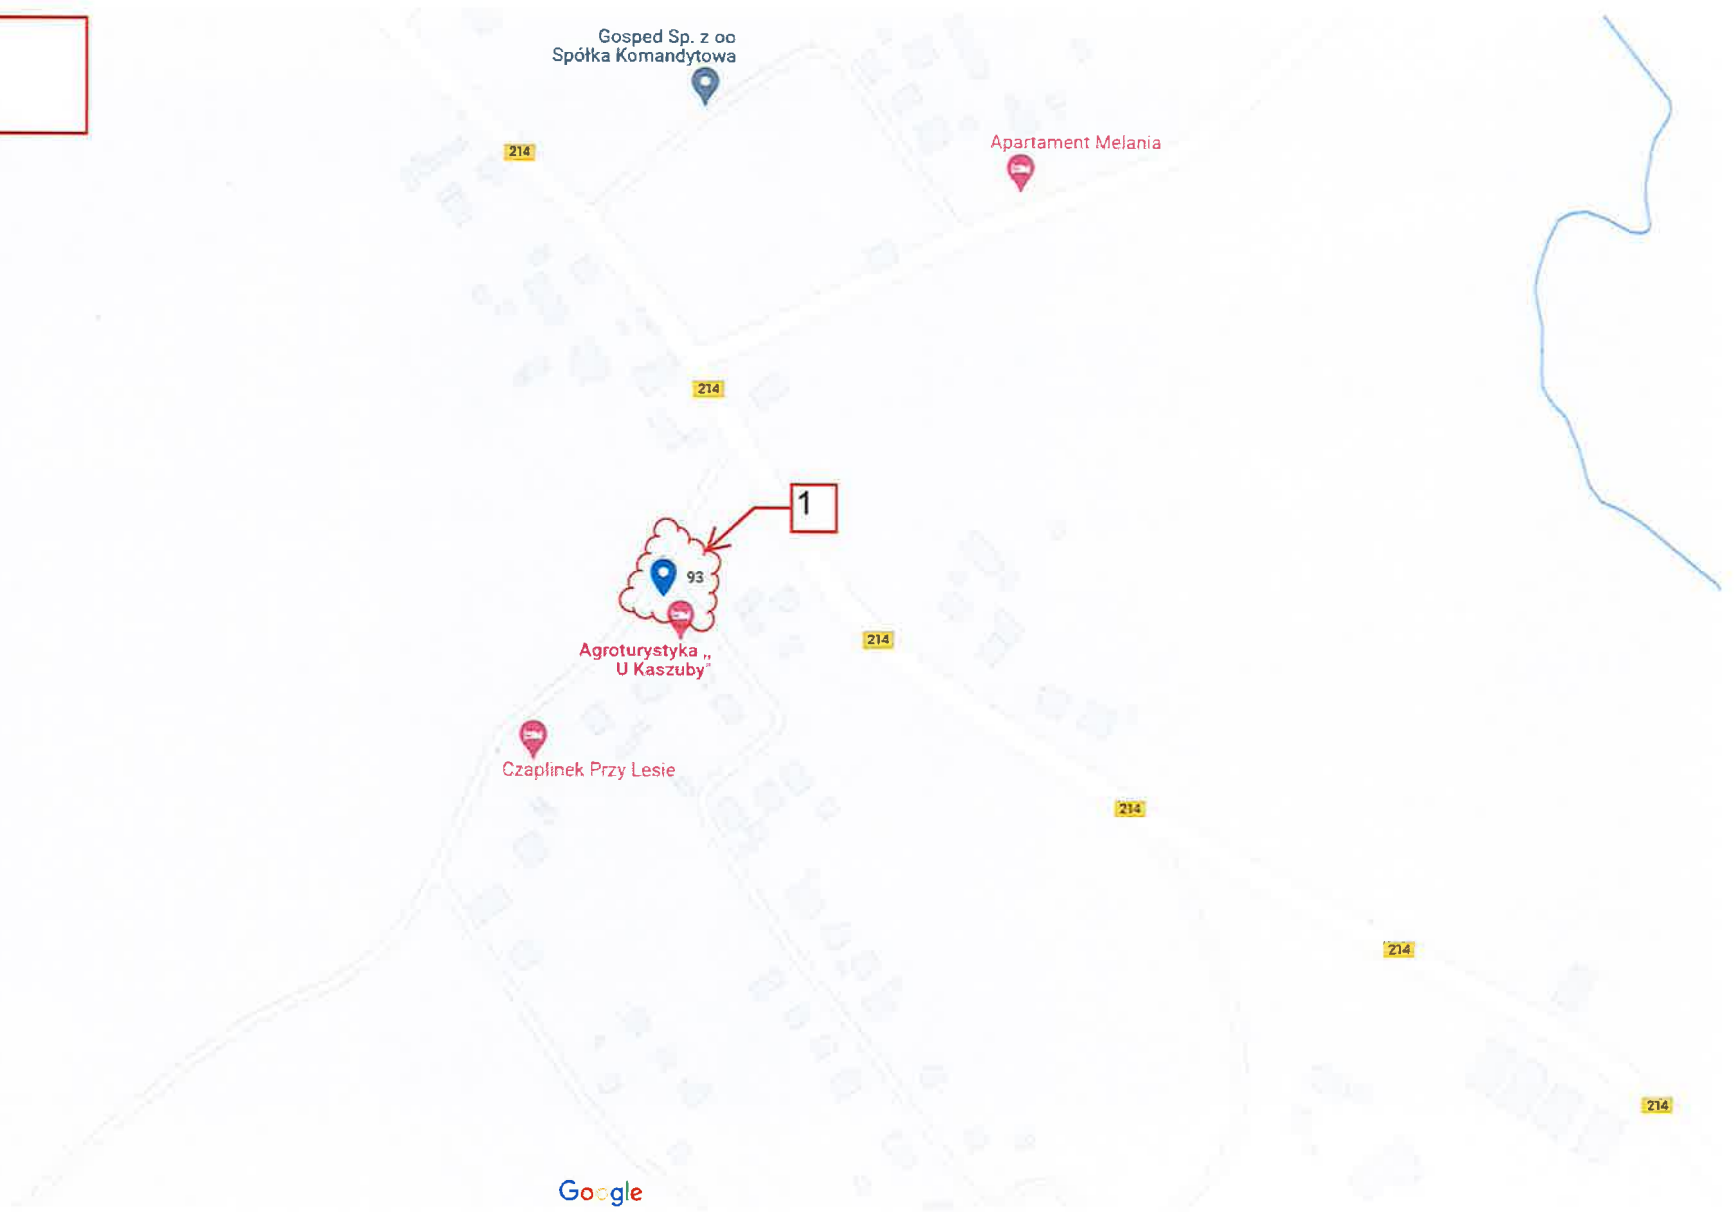 Gosped Sp. z oo
Spółka Komandytowa
214
Apartament Melania
214
1
93
214
Agroturystyka „
U Kaszuby"
Czaplinek Przy Lesie
214
214
214
Google